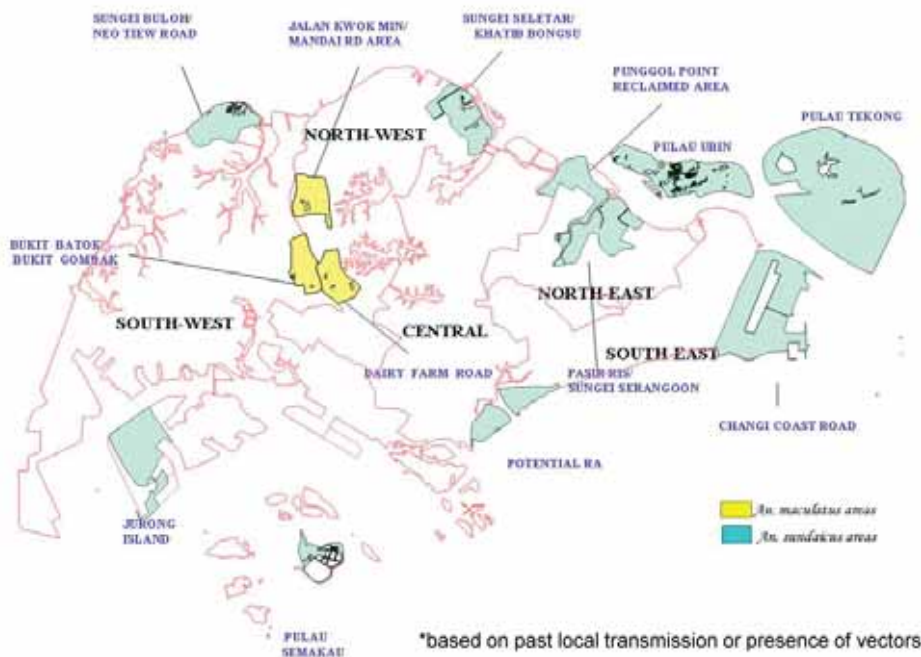 SUNGEI BULOH/
NEO TIEW ROAD
JALAN KWOK MIN/
MANDAI RD AREA
SUNGEI SELETAR/
KHATIB BONGSU
PUNGGOL POINT
RECLAIMED AREA
PULAU UBIN
PULAU TEKONG
NORTH-WEST
BUKIT BATOK
BUKIT GOMBAK
SOUTH-WEST
CENTRAL
NORTH-EAST
SOUTH-EAST
DAIRY FARM ROAD
PASIR RIS/
SUNGEI SERANGOON
CHANGI COAST ROAD
POTENTIAL RA
JURONG
ISLAND
An. maculatus areas
An. sundaicus areas
PULAU
SEMAKAU
*based on past local transmission or presence of vectors